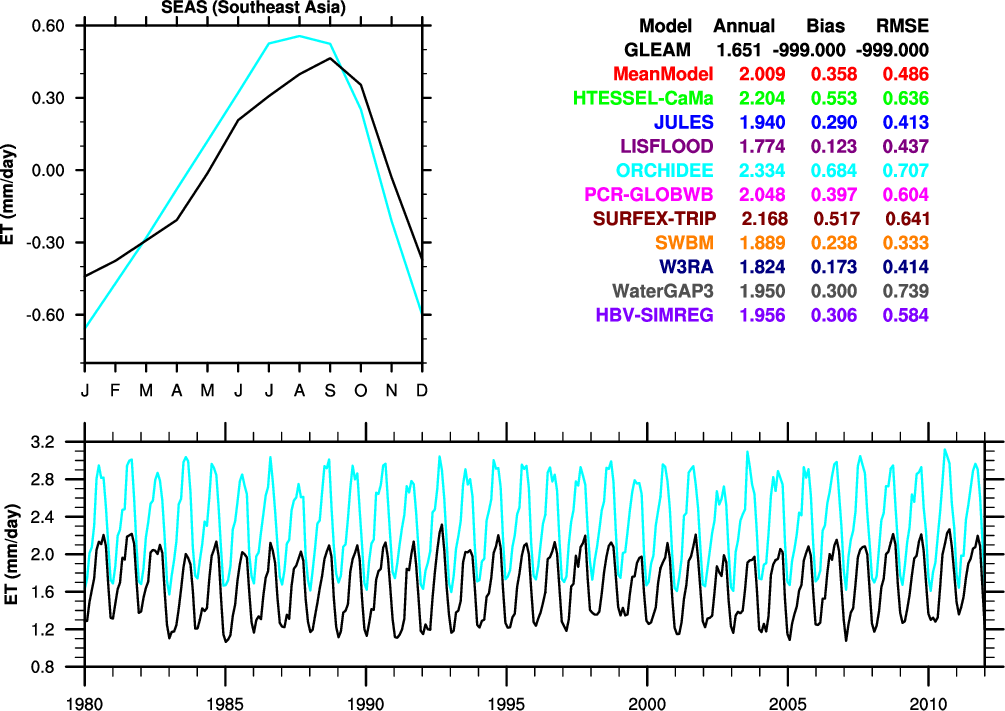 SEAS (Southeast Asia)
0.60
0.30
0.00
-0.30
-0.60
ET (mm/day)
J F M A M J J A S O N D
Model Annual Bias RMSE
GLEAM 1.651 -999.000 -999.000
MeanModel 2.009 0.358 0.486
HTESSEL-CaMa 2.204 0.553 0.636
JULES 1.940 0.290 0.413
LISFLOOD 1.774 0.123 0.437
ORCHIDEE 2.334 0.684 0.707
PCR-GLOBWB 2.048 0.397 0.604
SURFEX-TRIP 2.168 0.517 0.641
SWBM 1.889 0.238 0.333
W3RA 1.824 0.173 0.414
WaterGAP3 1.950 0.300 0.739
HBV-SIMREG 1.956 0.306 0.584
3.2
2.8
2.4
2.0
1.6
1.2
0.8
ET (mm/day)
1980 1985 1990 1995 2000 2005 2010